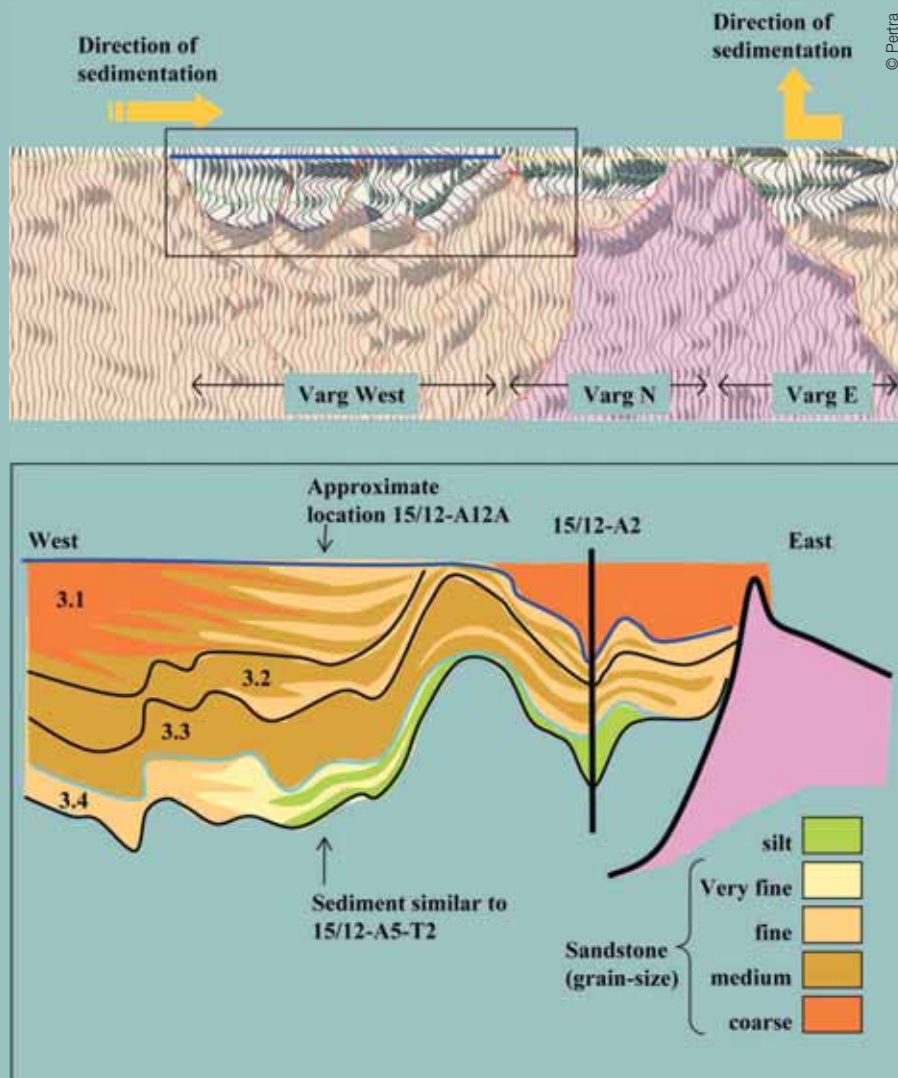 Direction of
sedimentation
Direction of
sedimentation
© Pertra
Varg West
Varg N
Varg E
Approximate
location 15/12-A12A
15/12-A2
West
East
3.1
3.2
3.3
3.4
Sediment similar to
15/12-A5-T2
silt
Very fine
fine
Sandstone
(grain-size)
medium
coarse